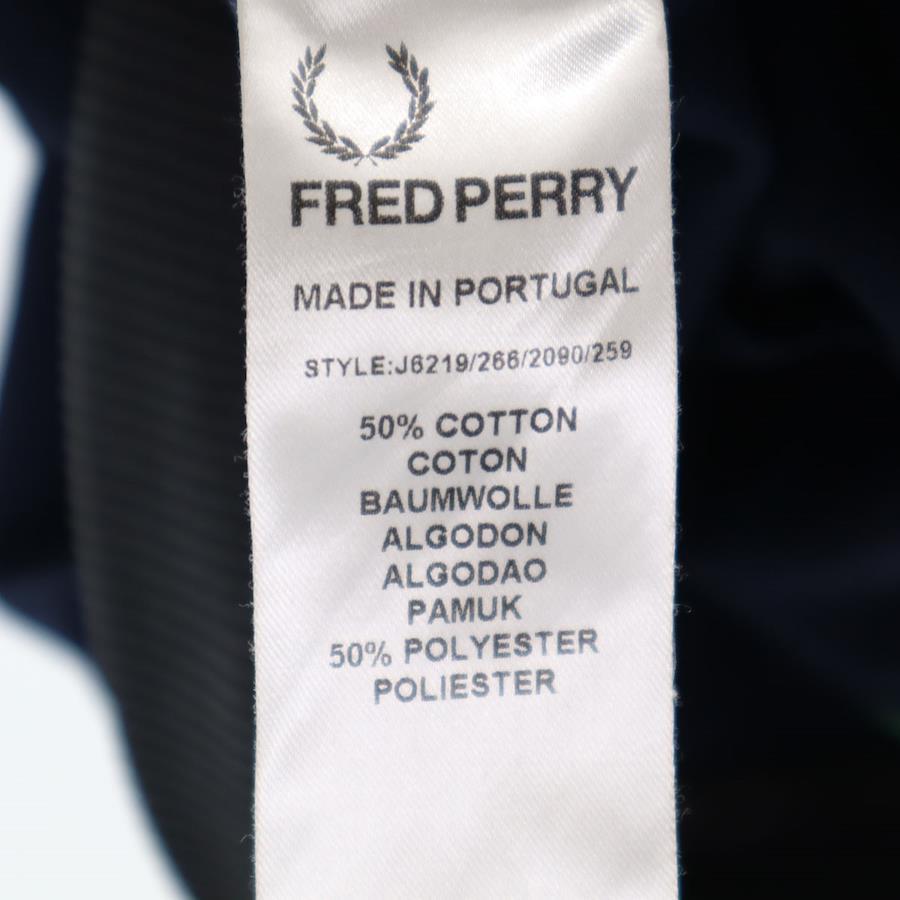 FRED PERRY
MADE IN PORTUGAL
STYLE:J6219/266/2090/259
50% COTTON
COTON
BAUMWOLLE
ALGODON
ALGODAO
PAMUK
50% POLYESTER
POLIESTER